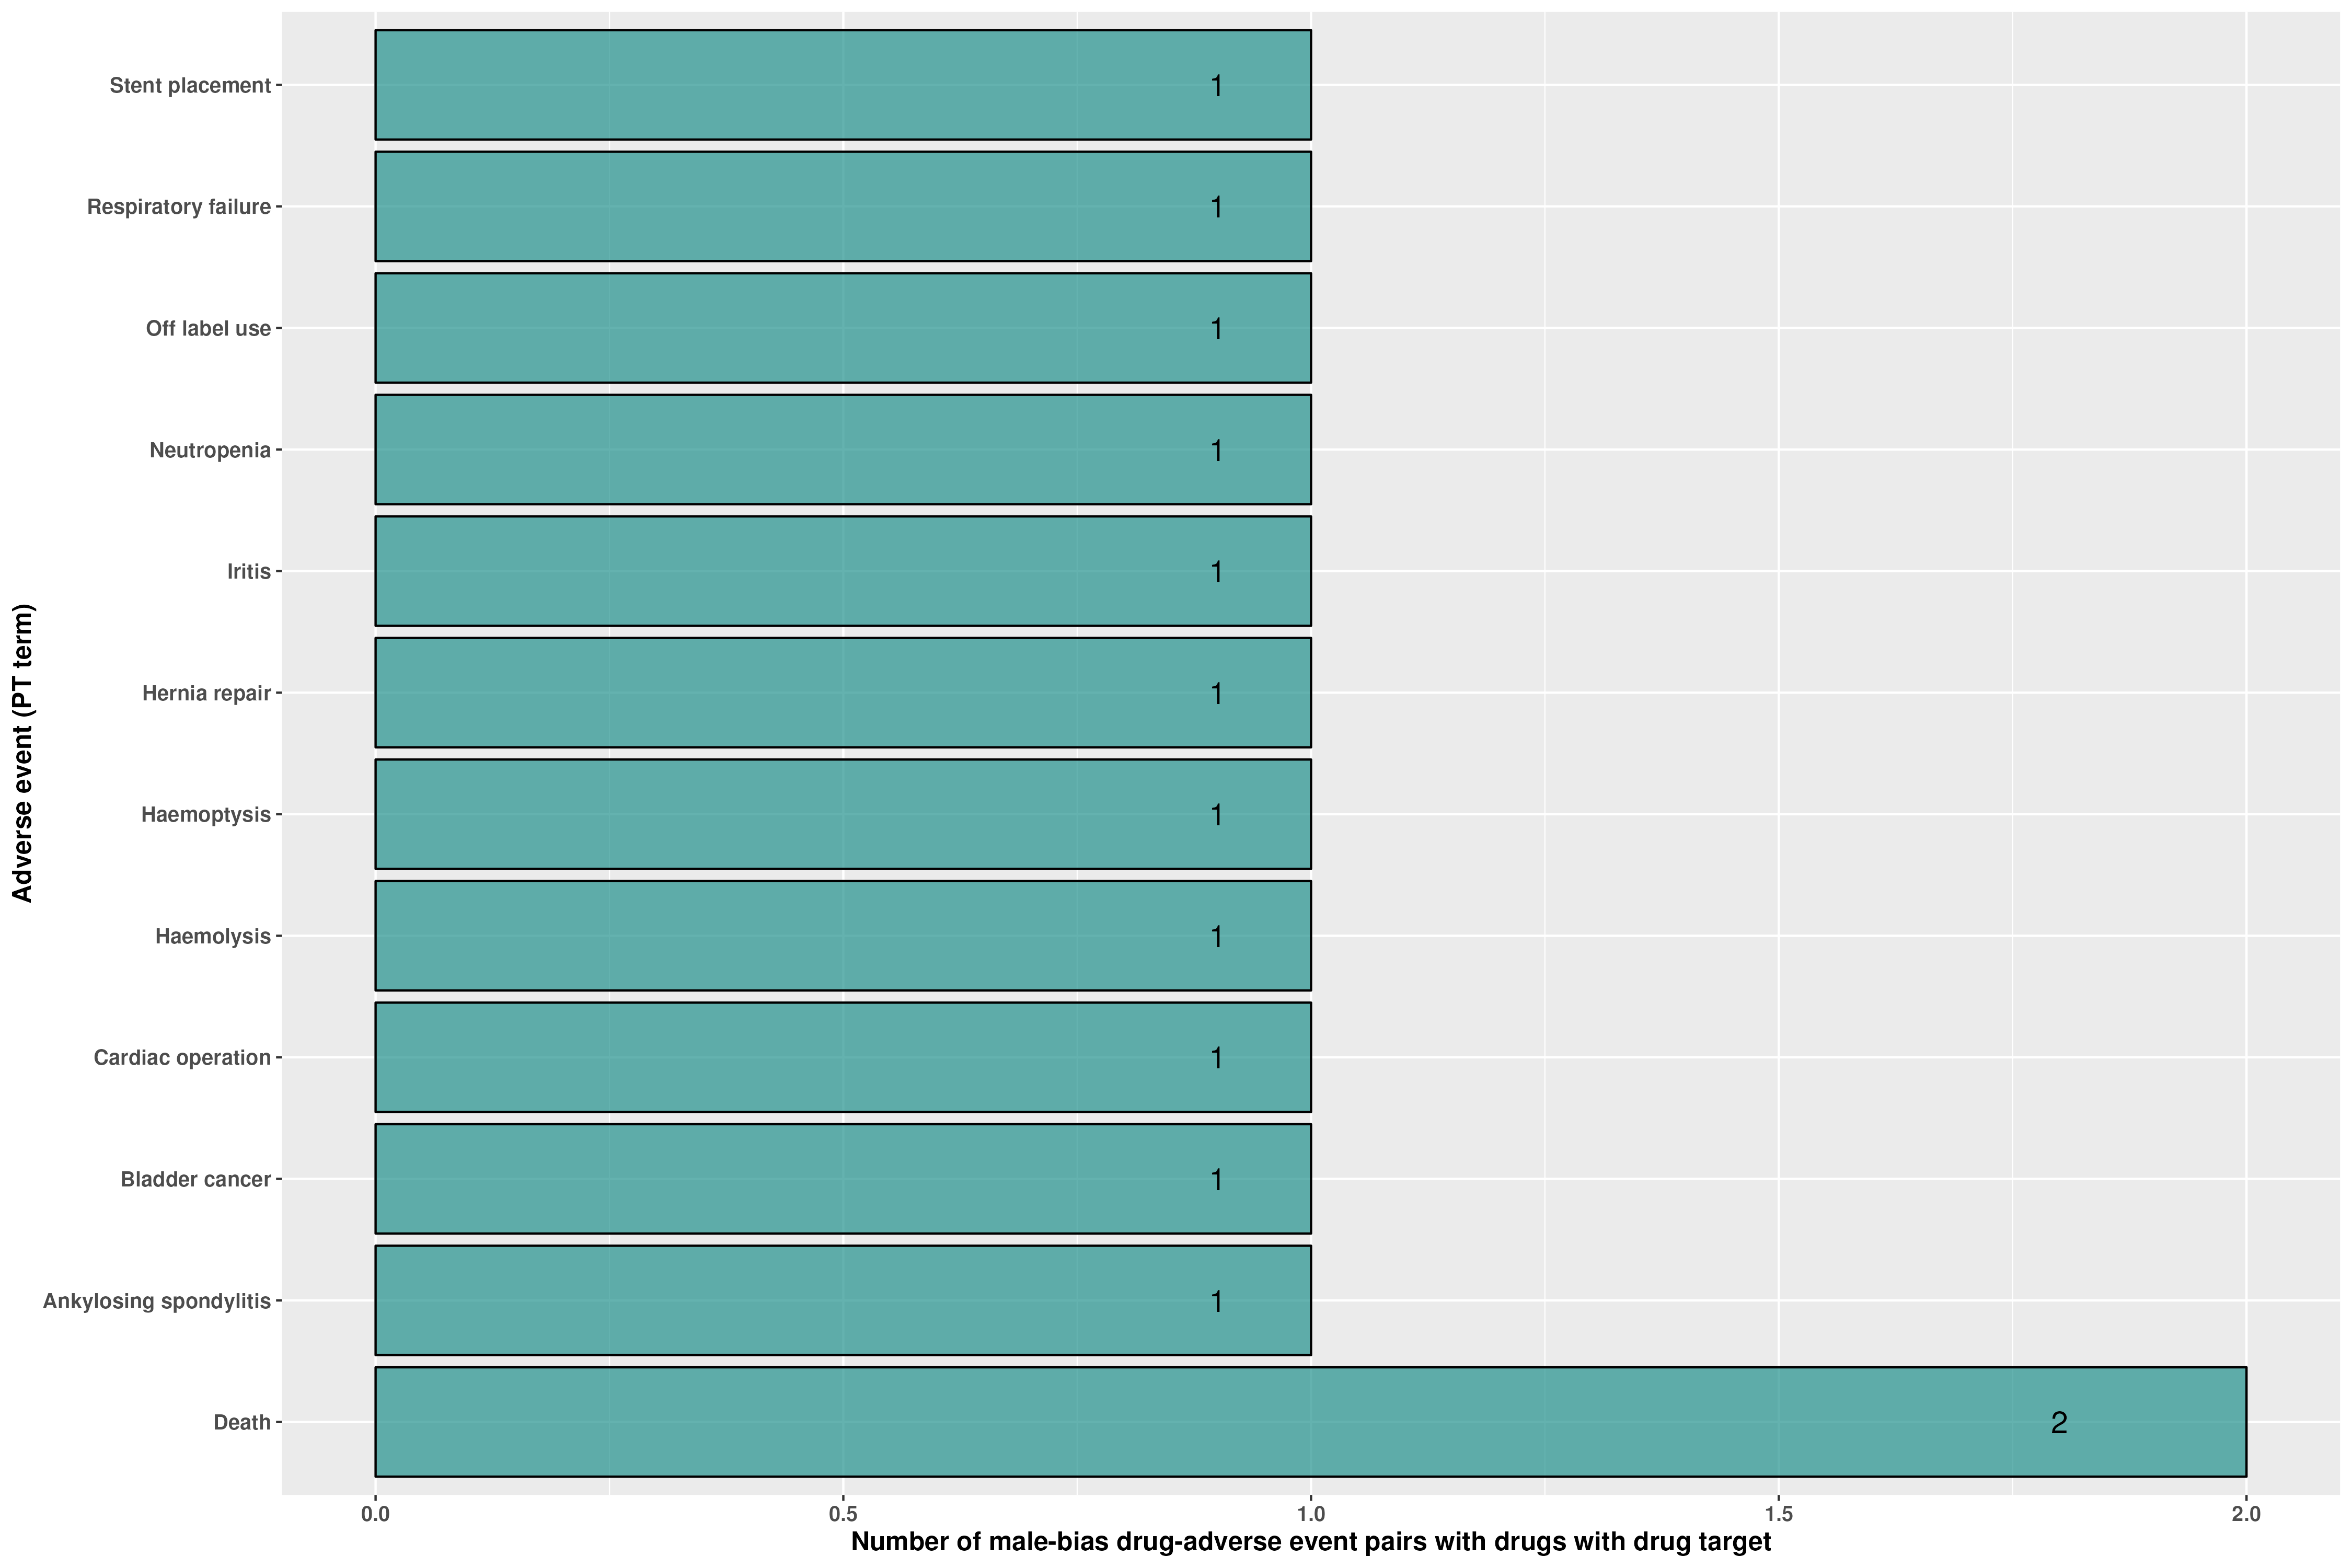 Adverse event (PT term)
Stent placement 1
Respiratory failure 1
Off label use 1
Neutropenia 1
Iritis 1
Hernia repair 1
Haemoptysis 1
Haemolysis 1
Cardiac operation 1
Bladder cancer 1
Ankylosing spondylitis 1
Death 2
0.0 0.5 1.0 1.5 2.0
Number of male-bias drug-adverse event pairs with drugs with drug target